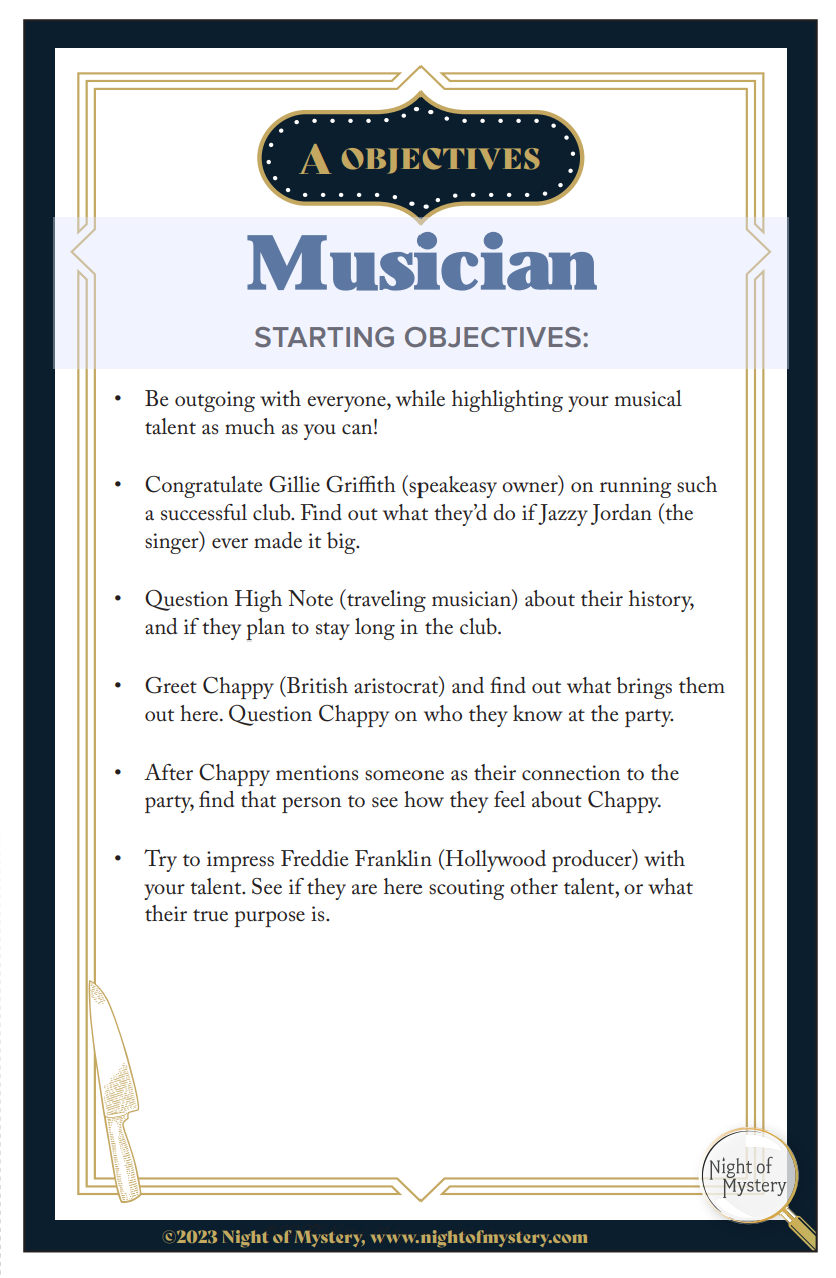 A OBJECTIVES
Musician
STARTING OBJECTIVES:
• Be outgoing with everyone, while highlighting your musical
talent as much as you can!
• Congratulate Gillie Griffith (speakeasy owner) on running such
a successful club. Find out what they’d do if Jazzy Jordan (the
singer) ever made it big.
• Question High Note (traveling musician) about their history,
and if they plan to stay long in the club.
• Greet Chappy (British aristocrat) and find out what brings them
out here. Question Chappy on who they know at the party.
• After Chappy mentions someone as their connection to the
party, find that person to see how they feel about Chappy.
• Try to impress Freddie Franklin (Hollywood producer) with
your talent. See if they are here scouting other talent, or what
their true purpose is.
Night of
Mystery
©2023 Night of Mystery, www.nightofmystery.com